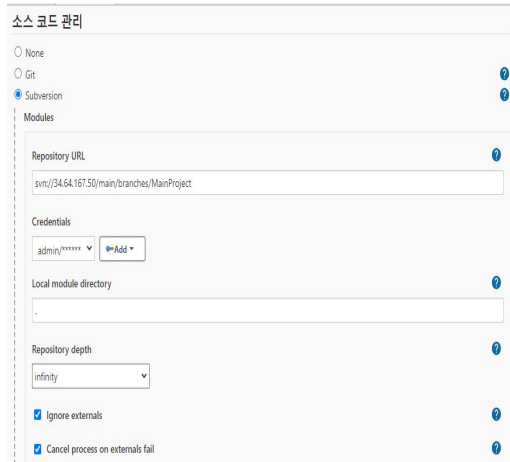 소스 코드 관리
None
Git
Subversion
Modules
Repository URL
svn://34.64.167.50/main/branches/MainProject
Credentials
admin/******
Add
Local module directory
.
Repository depth
infinity
Ignore externals
Cancel process on externals fail